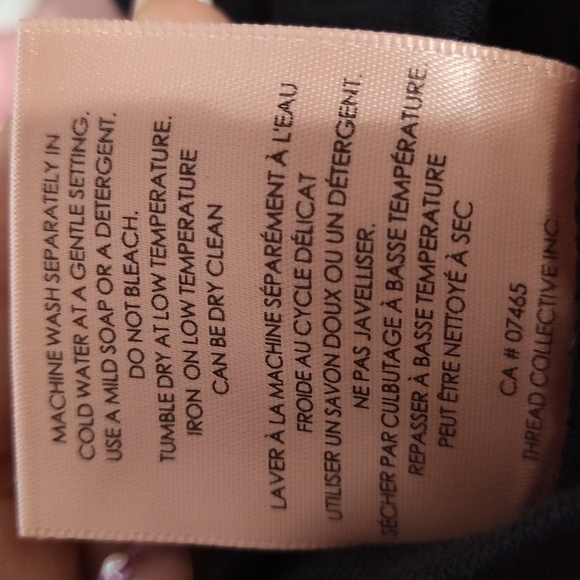 MACHINE WASH SEPARATELY IN
COLD WATER AT A GENTLE SETTING.
USE A MILD SOAP OR A DETERGENT.
DO NOT BLEACH.
TUMBLE DRY AT LOW TEMPERATURE.
IRON ON LOW TEMPERATURE
CAN BE DRY CLEAN
LAVER À LA MACHINE SÉPARÉMENT À L'EAU
FROIDE AU CYCLE DÉLICAT
UTILISER UN SAVON DOUX OU UN DÉTERGENT.
NE PAS JAVELLISER.
SÉCHER PAR CULBUTAGE À BASSE TEMPÉRATURE.
REPASSER À BASSE TEMPERATURE
PEUT ÊTRE NETTOYÉ À SEC
CA # 07465
THREAD COLLECTIVE INC